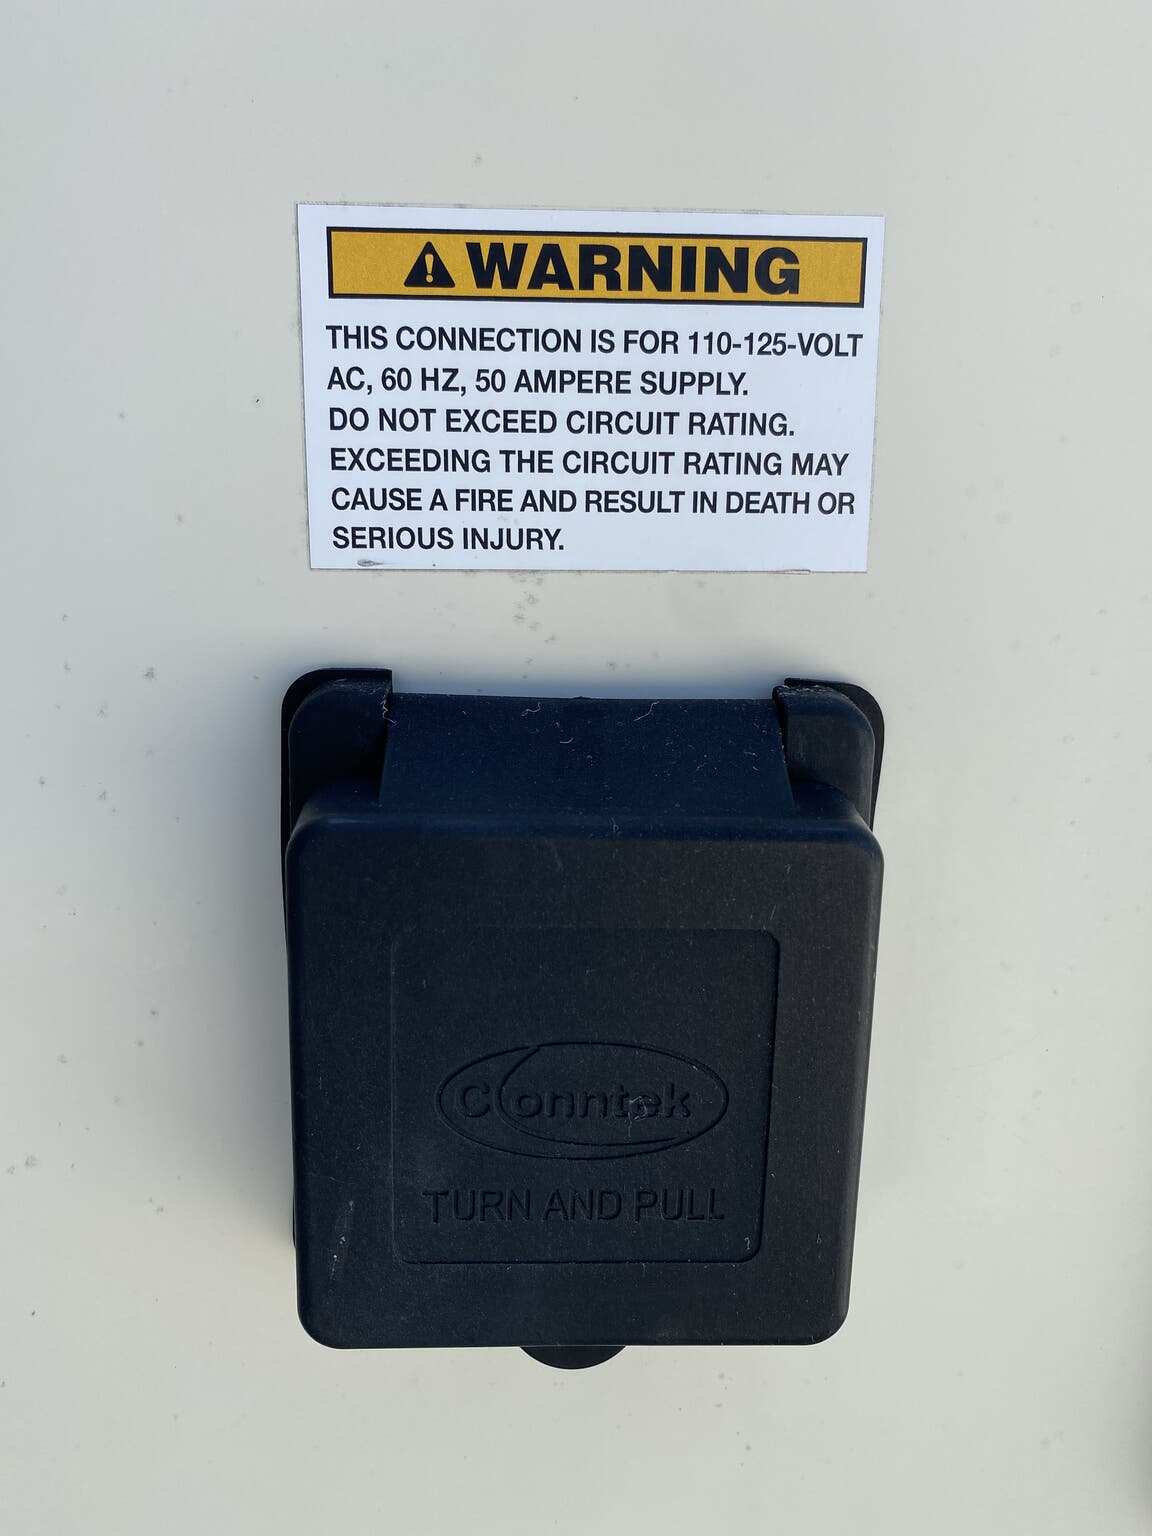 WARNING
THIS CONNECTION IS FOR 110-125-VOLT
AC, 60 HZ, 50 AMPERE SUPPLY.
DO NOT EXCEED CIRCUIT RATING.
EXCEEDING THE CIRCUIT RATING MAY
CAUSE A FIRE AND RESULT IN DEATH OR
SERIOUS INJURY.
Conntek
TURN AND PULL